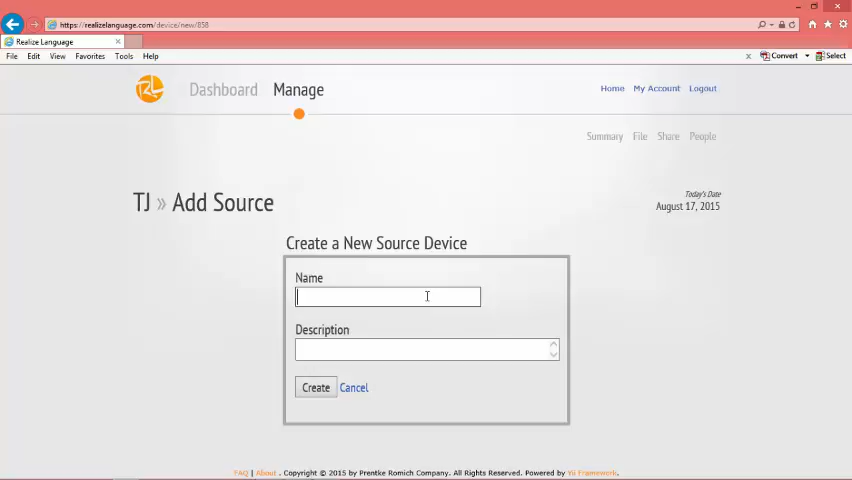 https://realizelanguage.com/device/new/858
Realize Language
File Edit View Favorites Tools Help
Convert Select
RL Dashboard Manage
Home My Account Logout
Summary File Share People
TJ » Add Source
Today's Date
August 17, 2015
Create a New Source Device
Name
Description
Create Cancel
FAQ | About . Copyright © 2015 by Prentke Romich Company. All Rights Reserved. Powered by Yii Framework.